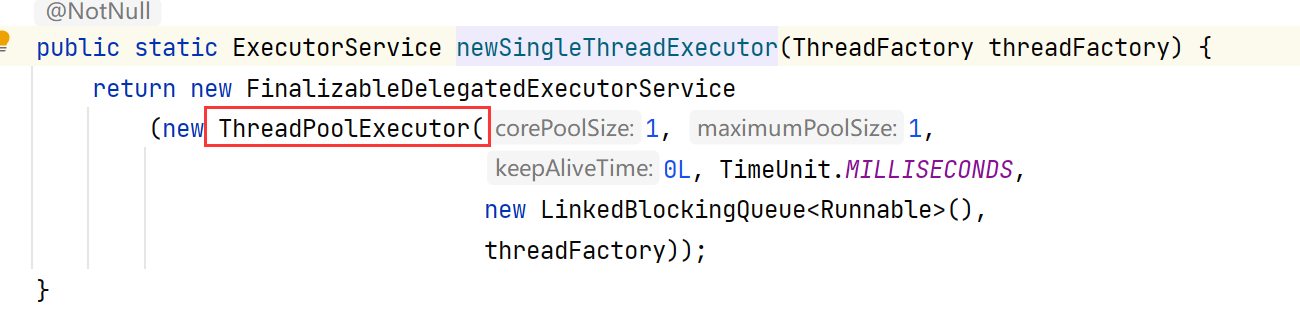 @NotNull
public static ExecutorService newSingleThreadExecutor(ThreadFactory threadFactory) {
return new FinalizableDelegatedExecutorService
(new ThreadPoolExecutor( corePoolSize: 1, maximumPoolSize: 1,
keepAliveTime: 0L, TimeUnit.MILLISECONDS,
new LinkedBlockingQueue<Runnable>(),
threadFactory));
}